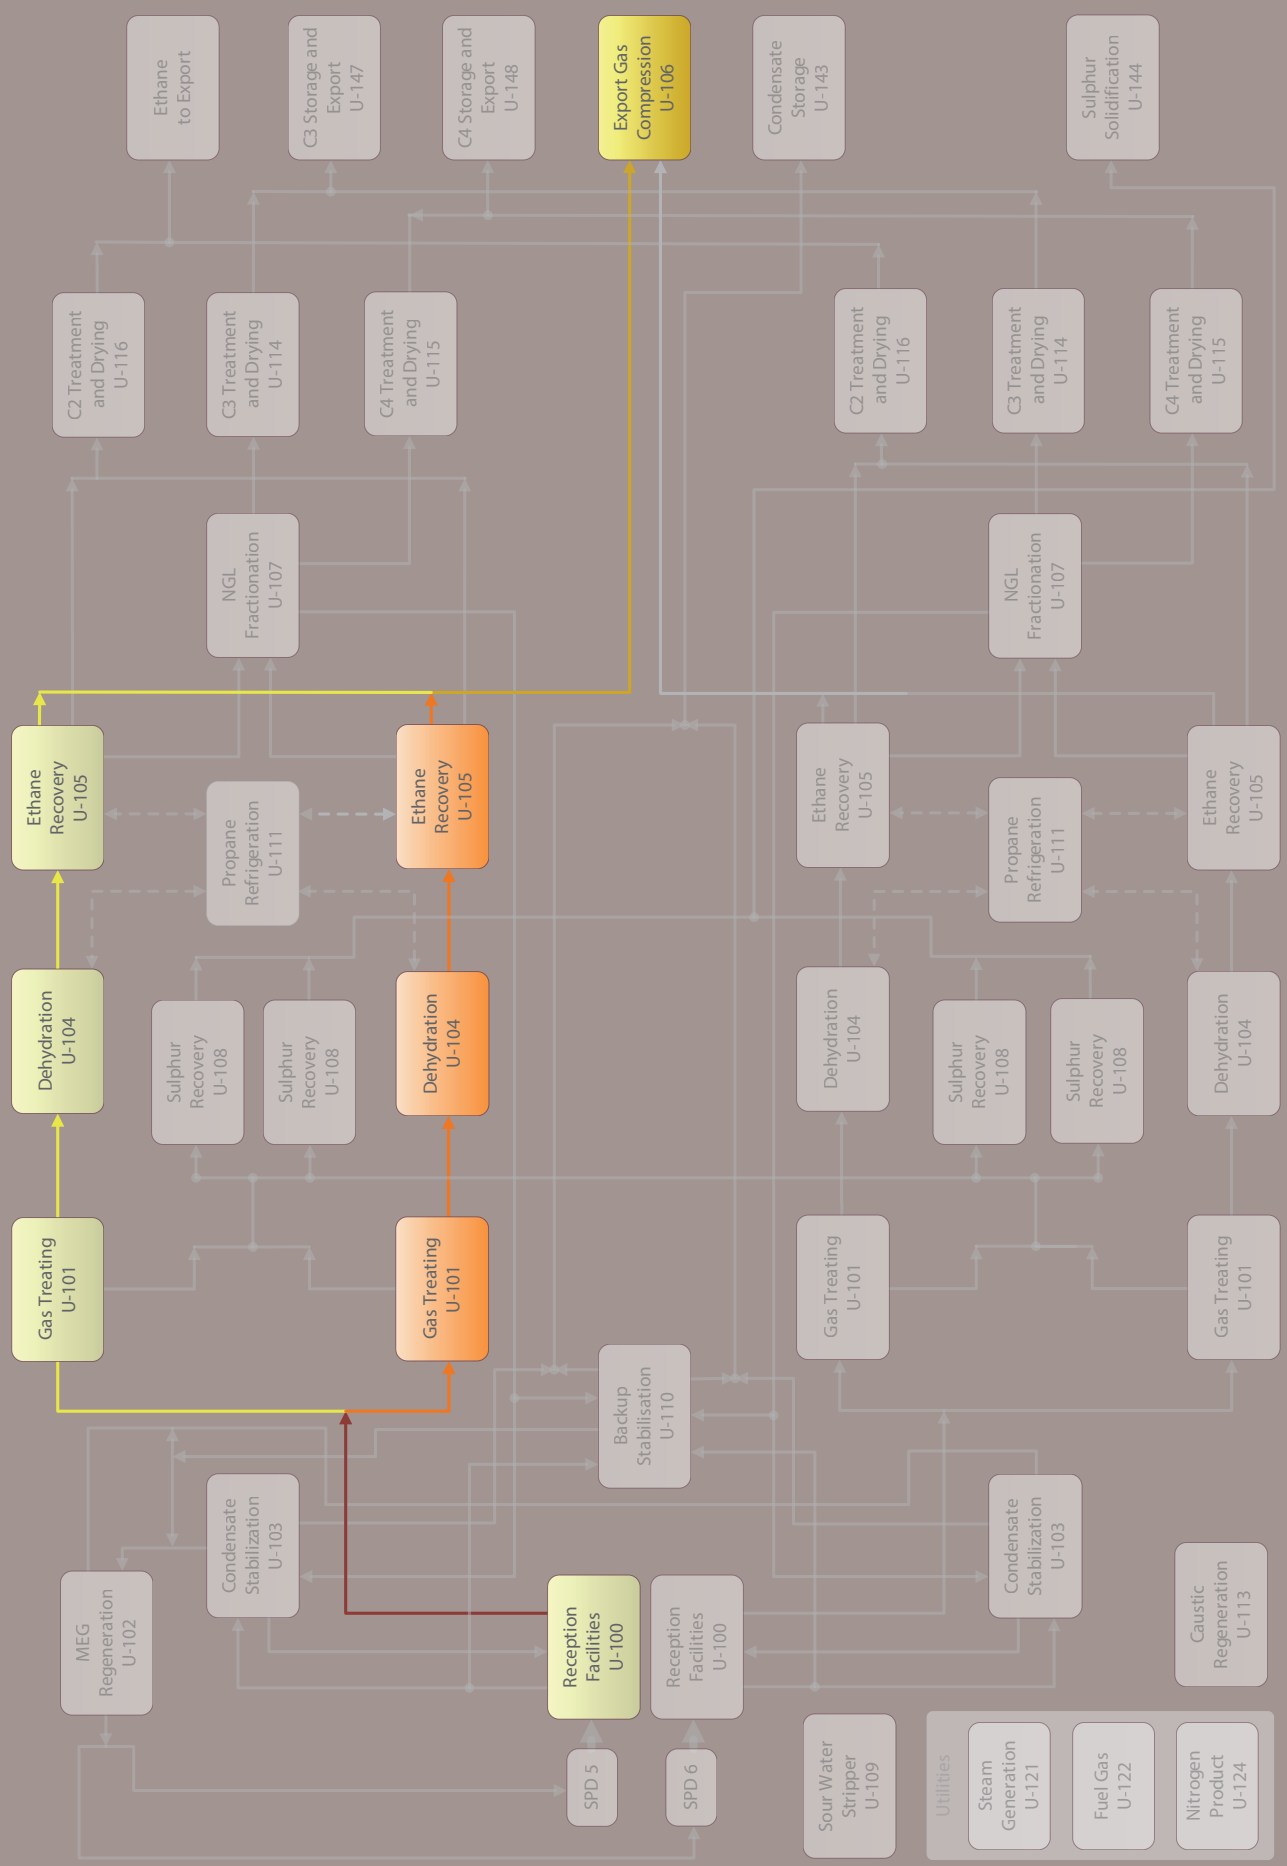 Ethane
to Export
C3 Storage and
Export
U-147
C4 Storage and
Export
U-148
Export Gas
Compression
U-106
Condensate
Storage
U-143
Sulphur
Solidification
U-144
C2 Treatment
and Drying
U-116
C3 Treatment
and Drying
U-114
C4 Treatment
and Drying
U-115
C2 Treatment
and Drying
U-116
C3 Treatment
and Drying
U-114
C4 Treatment
and Drying
U-115
NGL
Fractionation
U-107
NGL
Fractionation
U-107
Ethane
Recovery
U-105
Propane
Refrigeration
U-111
Ethane
Recovery
U-105
Ethane
Recovery
U-105
Propane
Refrigeration
U-111
Ethane
Recovery
U-105
Dehydration
U-104
Sulphur
Recovery
U-108
Sulphur
Recovery
U-108
Dehydration
U-104
Dehydration
U-104
Sulphur
Recovery
U-108
Sulphur
Recovery
U-108
Dehydration
U-104
Gas Treating
U-101
Gas Treating
U-101
Gas Treating
U-101
Gas Treating
U-101
Backup
Stabilisation
U-110
MEG
Regeneration
U-102
Condensate
Stabilization
U-103
Reception
Facilities
U-100
Reception
Facilities
U-100
Condensate
Stabilization
U-103
Caustic
Regeneration
U-113
SPD 5
SPD 6
Sour Water
Stripper
U-109
Utilities
Steam
Generation
U-121
Fuel Gas
U-122
Nitrogen
Product
U-124